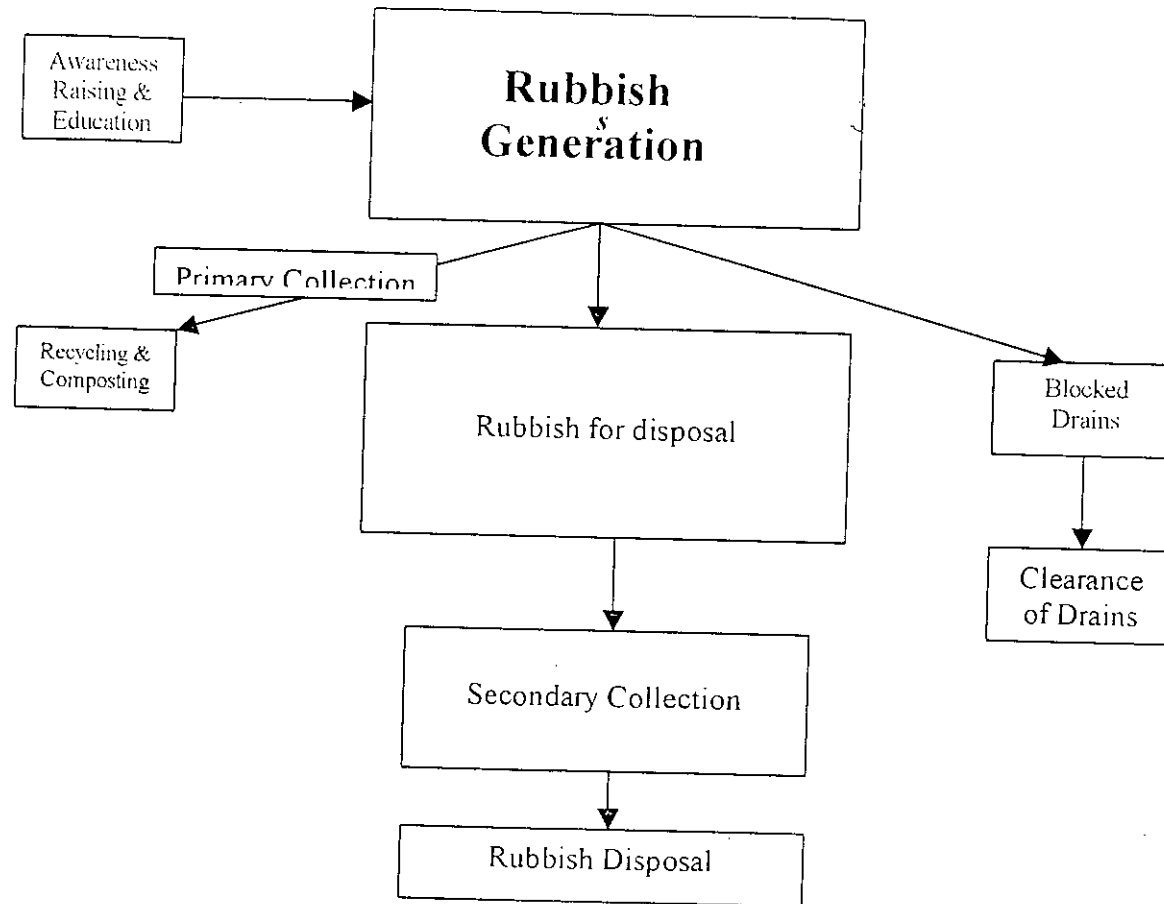 Awareness
Raising &
Education
Rubbish
s
Generation
Primary Collection
Recycling &
Composting
Rubbish for disposal
Blocked
Drains
Clearance
of Drains
Secondary Collection
Rubbish Disposal